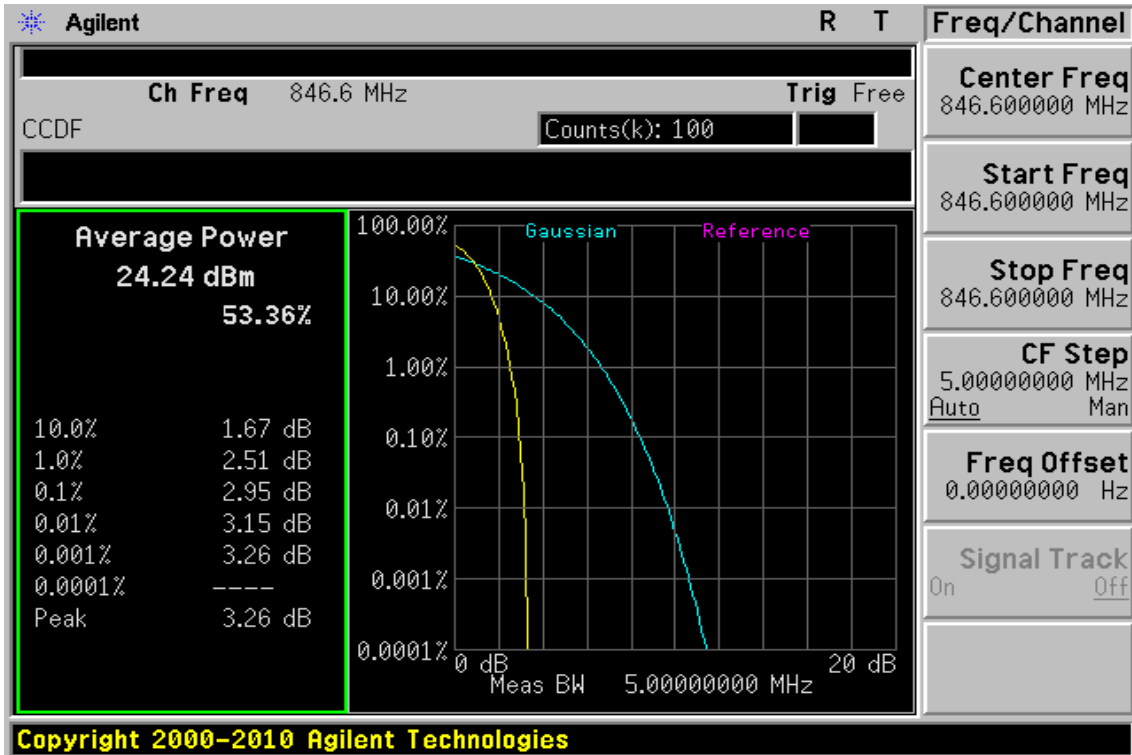 Agilent R T Freq/Channel
Ch Freq 846.6 MHz Trig Free
CCDF Counts(k): 100
Average Power
24.24 dBm
53.36%
10.0% 1.67 dB
1.0% 2.51 dB
0.1% 2.95 dB
0.01% 3.15 dB
0.001% 3.26 dB
0.0001% ----
Peak 3.26 dB
Gaussian Reference
100.00%
10.00%
1.00%
0.10%
0.01%
0.001%
0.0001%
0 dB 20 dB
Meas BW 5.00000000 MHz
Center Freq
846.600000 MHz
Start Freq
846.600000 MHz
Stop Freq
846.600000 MHz
CF Step
5.00000000 MHz
Auto Man
Freq Offset
0.00000000 Hz
Signal Track
On Off
Copyright 2000-2010 Agilent Technologies